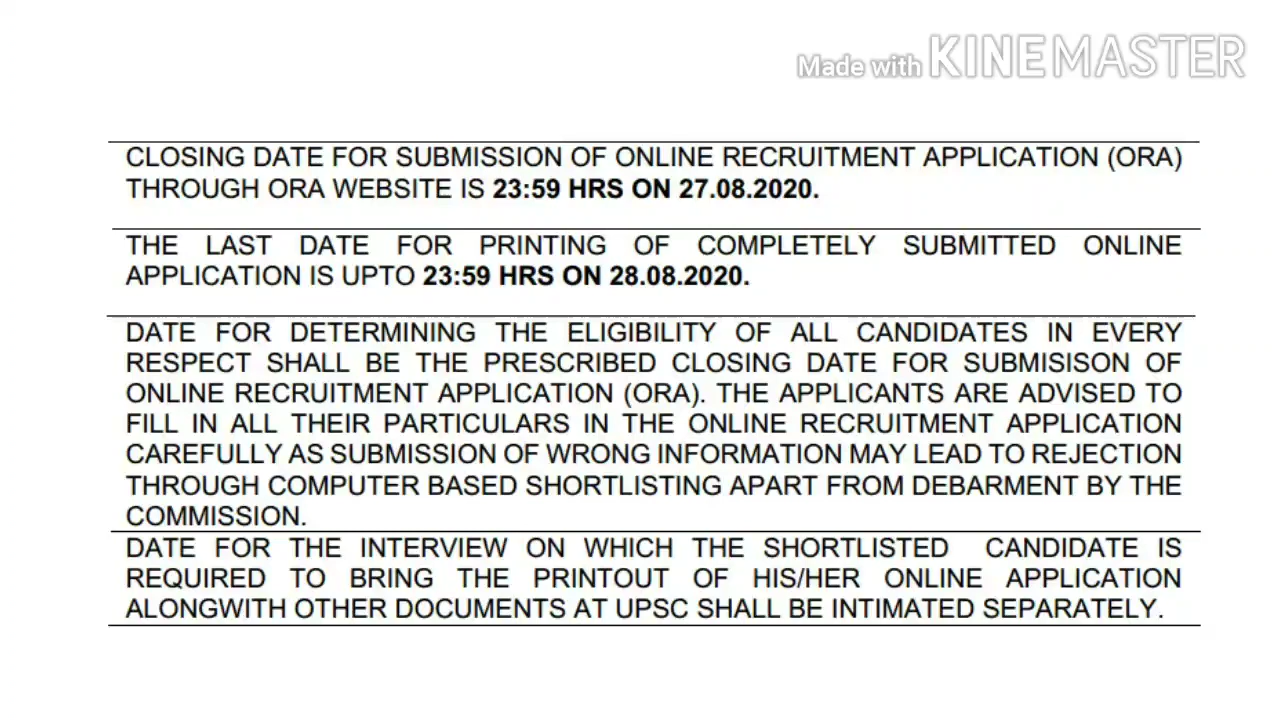 Made with KINEMASTER
CLOSING DATE FOR SUBMISSION OF ONLINE RECRUITMENT APPLICATION (ORA)
THROUGH ORA WEBSITE IS 23:59 HRS ON 27.08.2020.
THE LAST DATE FOR PRINTING OF COMPLETELY SUBMITTED ONLINE
APPLICATION IS UPTO 23:59 HRS ON 28.08.2020.
DATE FOR DETERMINING THE ELIGIBILITY OF ALL CANDIDATES IN EVERY
RESPECT SHALL BE THE PRESCRIBED CLOSING DATE FOR SUBMISISON OF
ONLINE RECRUITMENT APPLICATION (ORA). THE APPLICANTS ARE ADVISED TO
FILL IN ALL THEIR PARTICULARS IN THE ONLINE RECRUITMENT APPLICATION
CAREFULLY AS SUBMISSION OF WRONG INFORMATION MAY LEAD TO REJECTION
THROUGH COMPUTER BASED SHORTLISTING APART FROM DEBARMENT BY THE
COMMISSION.
DATE FOR THE INTERVIEW ON WHICH THE SHORTLISTED CANDIDATE IS
REQUIRED TO BRING THE PRINTOUT OF HIS/HER ONLINE APPLICATION
ALONGWITH OTHER DOCUMENTS AT UPSC SHALL BE INTIMATED SEPARATELY.